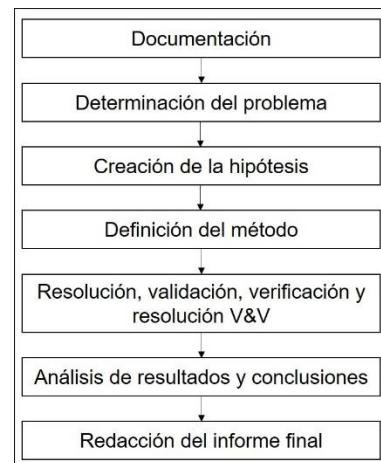 Documentación
Determinación del problema
Creación de la hipótesis
Definición del método
Resolución, validación, verificación y
resolución V&V
Análisis de resultados y conclusiones
Redacción del informe final